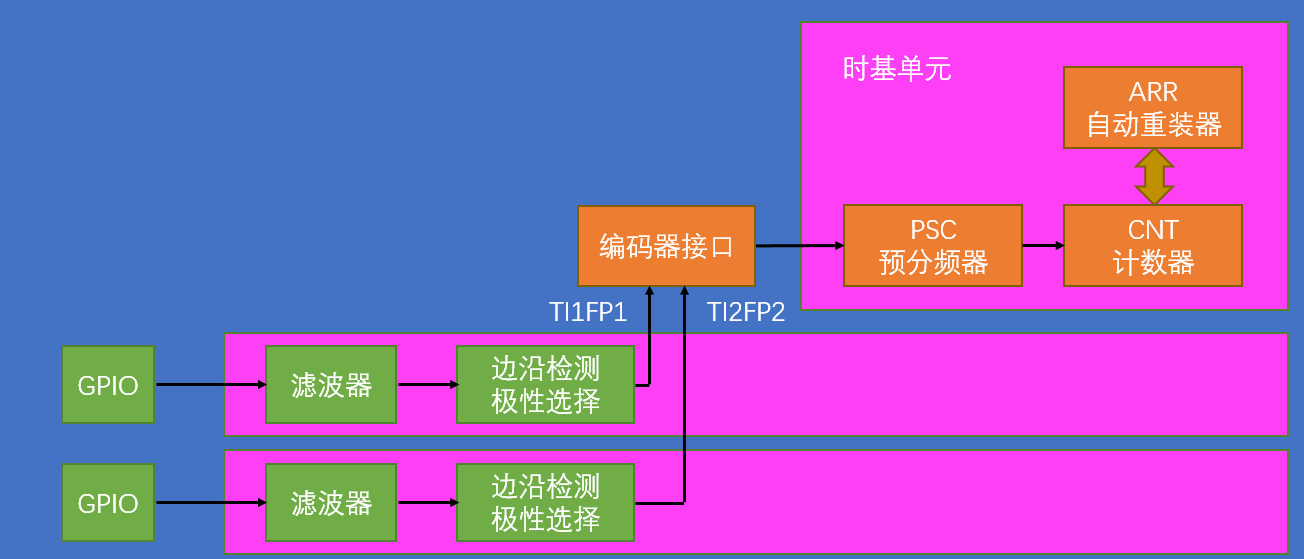 时基单元
ARR
自动重装器
编码器接口
PSC
预分频器
CNT
计数器
TI1FP1
TI2FP2
GPIO
滤波器
边沿检测
极性选择
GPIO
滤波器
边沿检测
极性选择